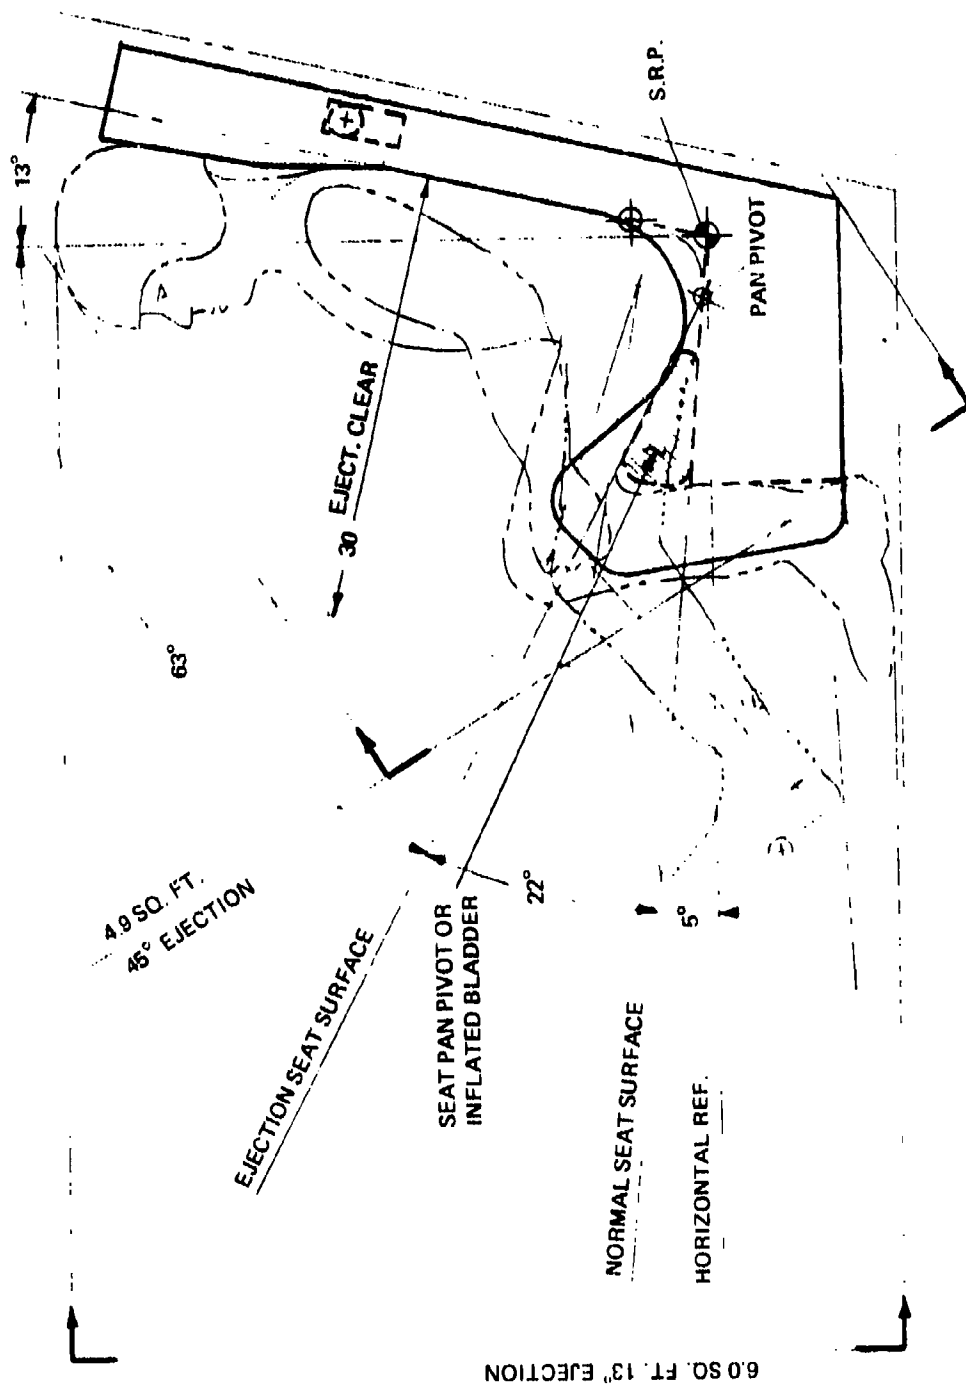 13°
S.R.P.
PAN PIVOT
30 EJECT. CLEAR
63°
4.9 SQ. FT.
45° EJECTION
EJECTION SEAT SURFACE
SEAT PAN PIVOT OR
INFLATED BLADDER
22°
5°
NORMAL SEAT SURFACE
HORIZONTAL REF.
6.0 SQ. FT. 13° EJECTION